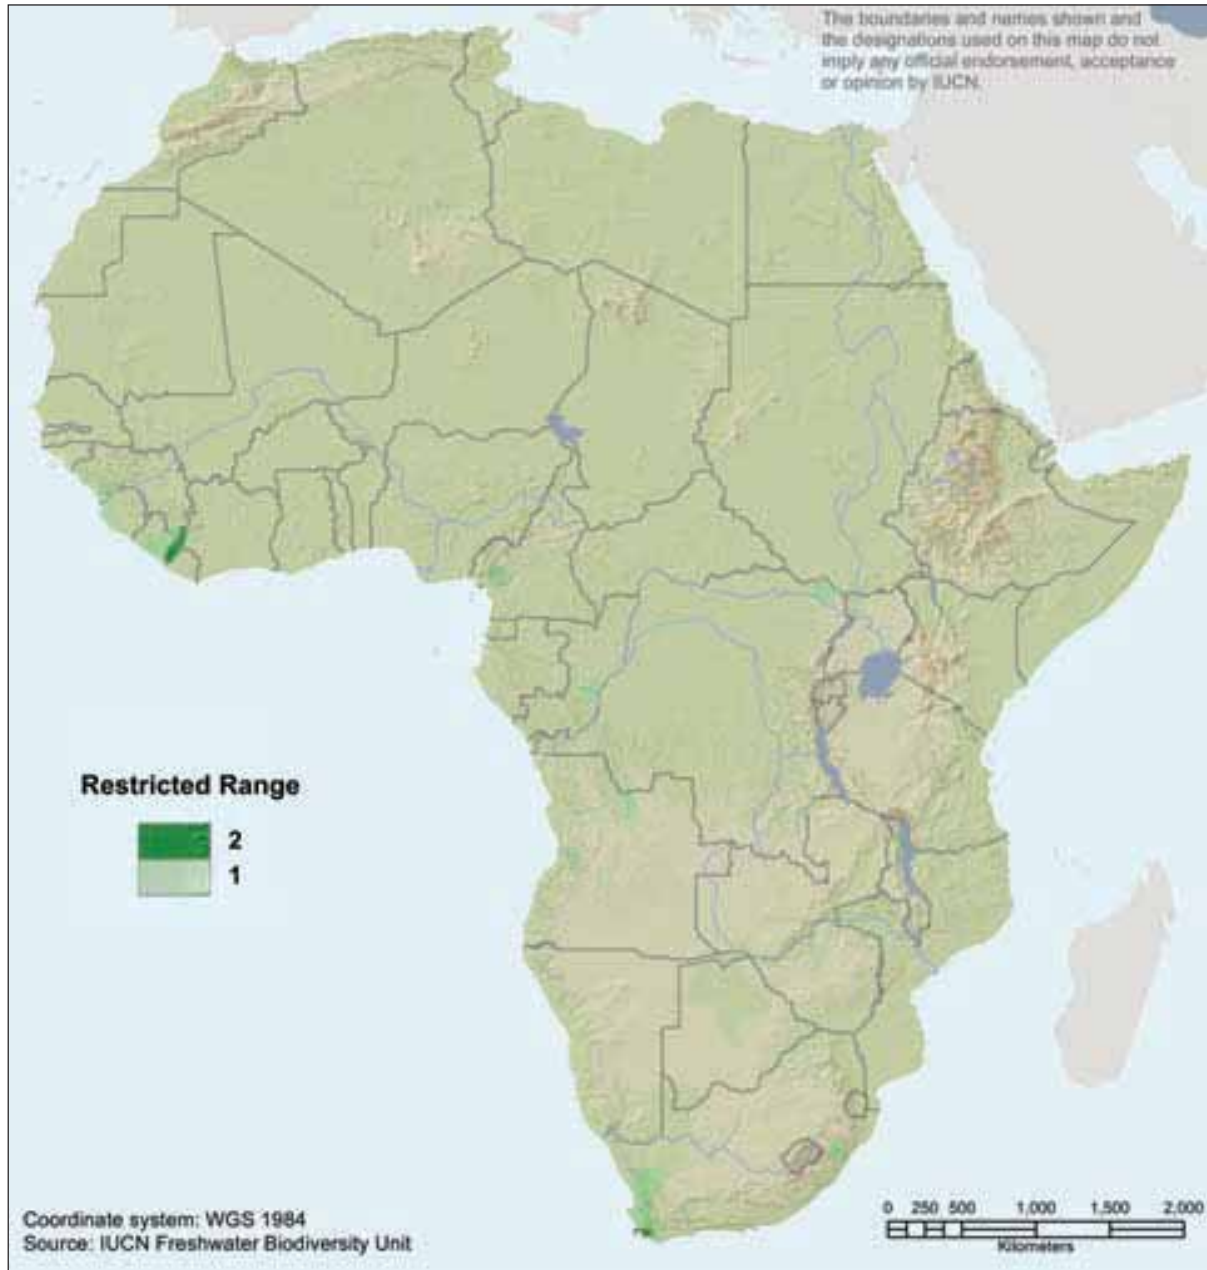 The boundaries and names shown and
the designations used on this map do not
imply any official endorsement, acceptance
or opinion by IUCN.
Restricted Range
2
1
Coordinate system: WGS 1984
Source: IUCN Freshwater Biodiversity Unit
0 250 500 1,000 1,500 2,000
Kilometers